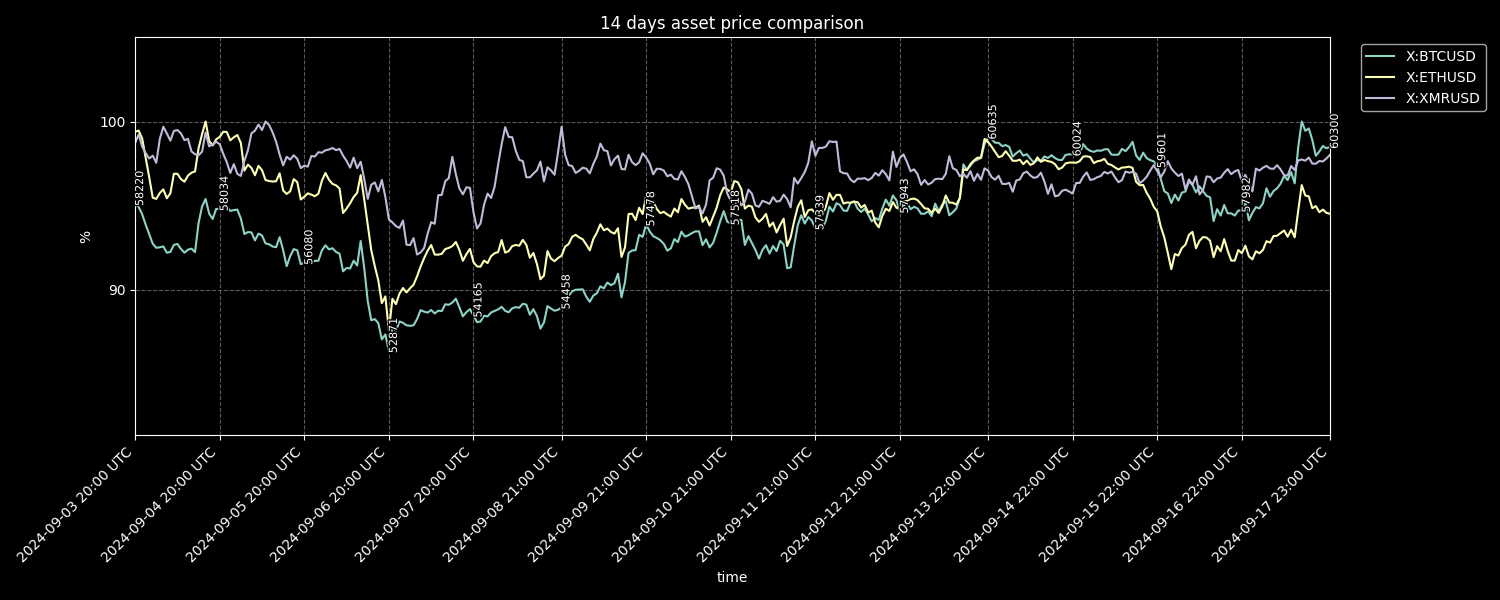 14 days asset price comparison
X:BTCUSD
X:ETHUSD
X:XMRUSD
%
100
90
58220
58034
56080
52871
54165
54458
57478
57518
57339
57943
60635
60024
59601
57982
60300
2024-09-03 20:00 UTC
2024-09-04 20:00 UTC
2024-09-05 20:00 UTC
2024-09-06 20:00 UTC
2024-09-07 20:00 UTC
2024-09-08 21:00 UTC
2024-09-09 21:00 UTC
2024-09-10 21:00 UTC
2024-09-11 21:00 UTC
2024-09-12 21:00 UTC
2024-09-13 22:00 UTC
2024-09-14 22:00 UTC
2024-09-15 22:00 UTC
2024-09-16 22:00 UTC
2024-09-17 23:00 UTC
time